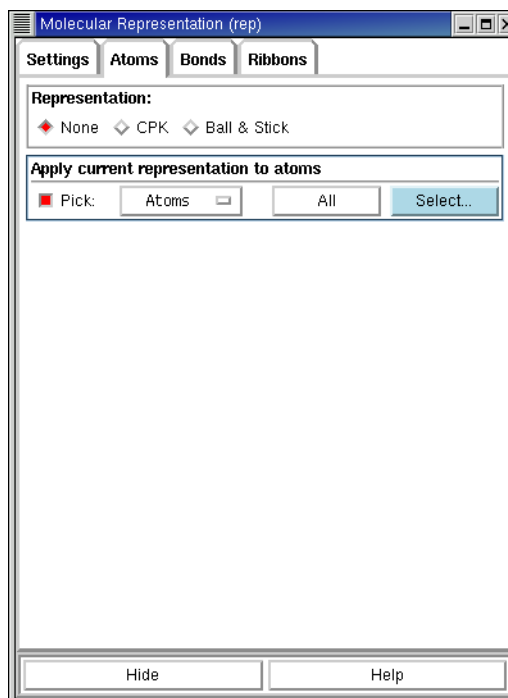 Molecular Representation (rep)
Settings Atoms Bonds Ribbons
Representation:
None CPK Ball & Stick
Apply current representation to atoms
Pick: Atoms All Select...
Hide Help